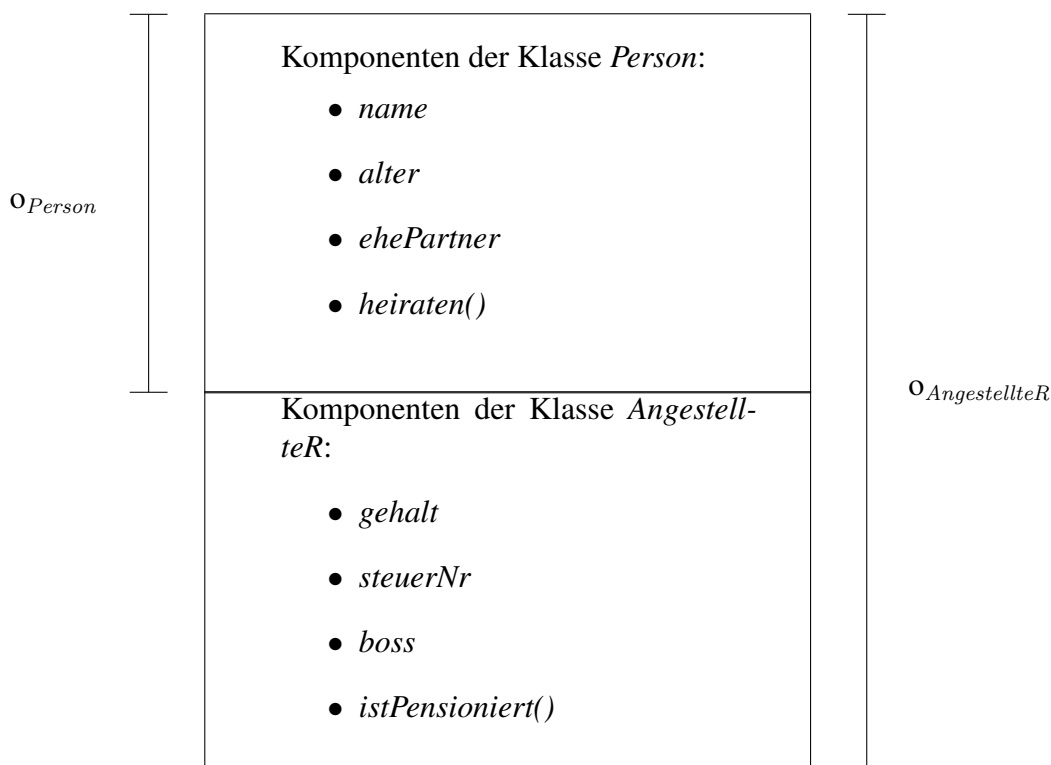 Komponenten der Klasse Person:
• name
• alter
o_Person
• ehePartner
• heiraten()
o_AngestellteR
Komponenten der Klasse Angestell-
teR:
• gehalt
• steuerNr
• boss
• istPensioniert()